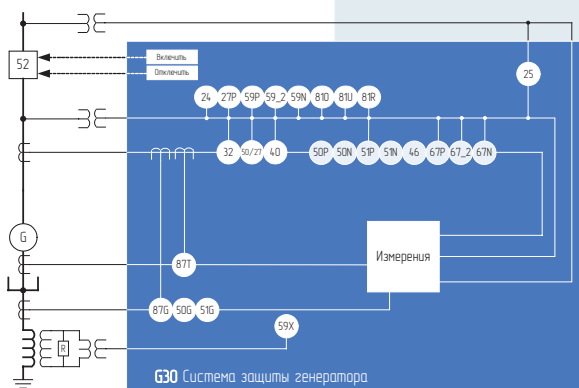 Включить
52
Отключить
25
24 27P 59P 59_2 59N 81O 81U 81R
32 50/27 40 50P 50N 51P 51N 46 67P 67_2 67N
G
Измерения
87T
87G 50G 51G
59X
R
G30 Система защиты генератора